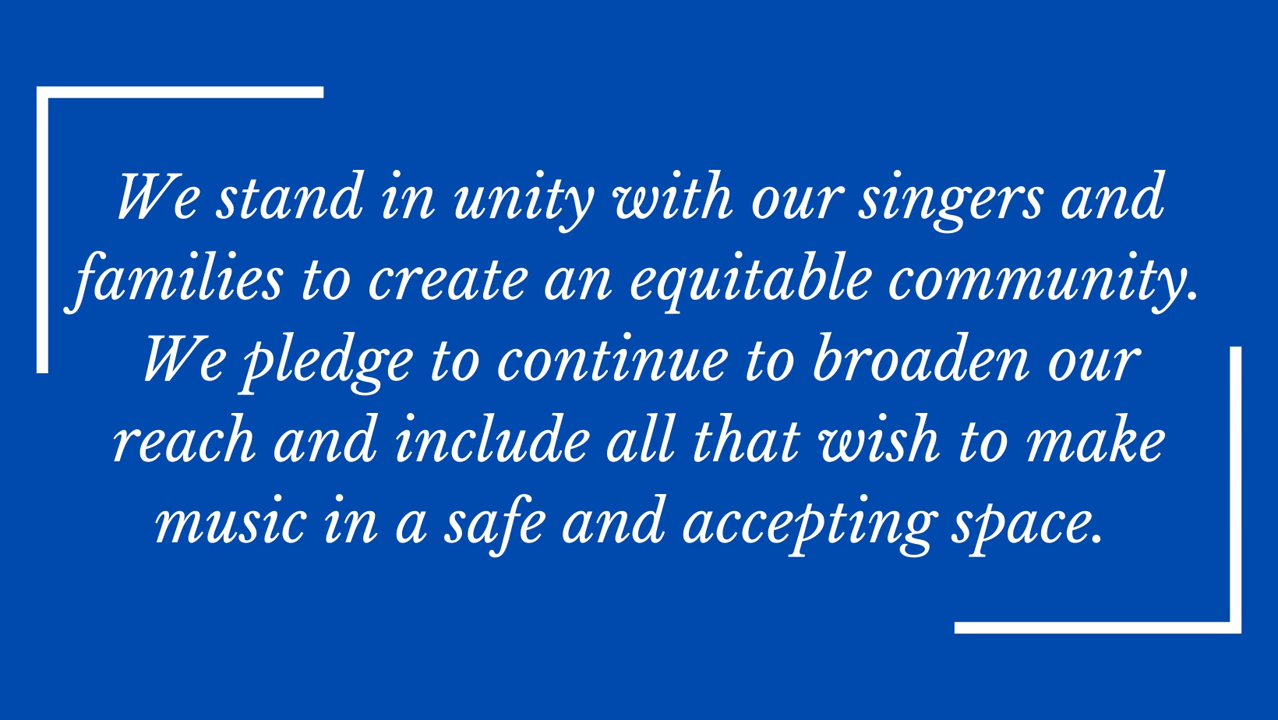 We stand in unity with our singers and
families to create an equitable community.
We pledge to continue to broaden our
reach and include all that wish to make
music in a safe and accepting space.